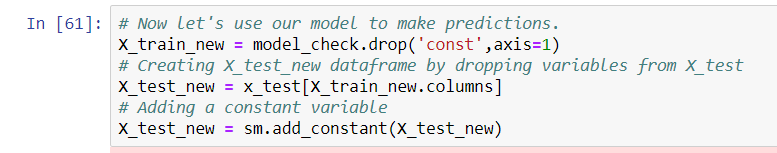 In [61]: # Now let's use our model to make predictions.
X_train_new = model_check.drop('const',axis=1)
# Creating X_test_new dataframe by dropping variables from X_test
X_test_new = x_test[X_train_new.columns]
# Adding a constant variable
X_test_new = sm.add_constant(X_test_new)